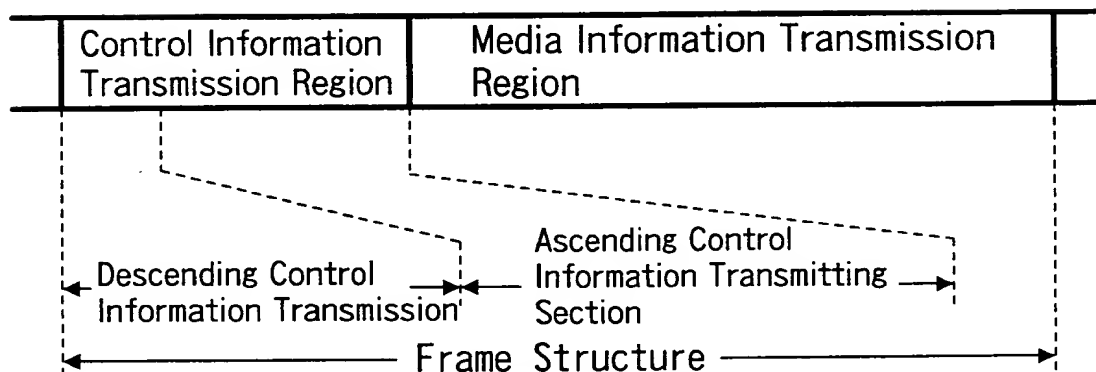 Control Information
Transmission Region
Media Information Transmission
Region
Descending Control
Information Transmission
Ascending Control
Information Transmitting
Section
Frame Structure